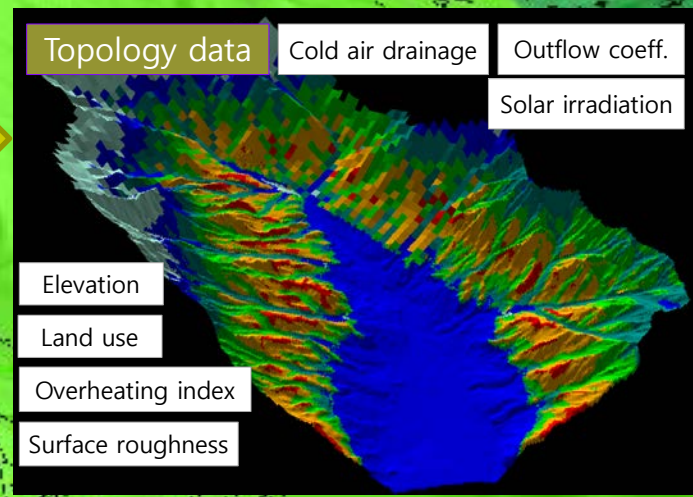 Topology data
Cold air drainage
Outflow coeff.
Solar irradiation
Elevation
Land use
Overheating index
Surface roughness